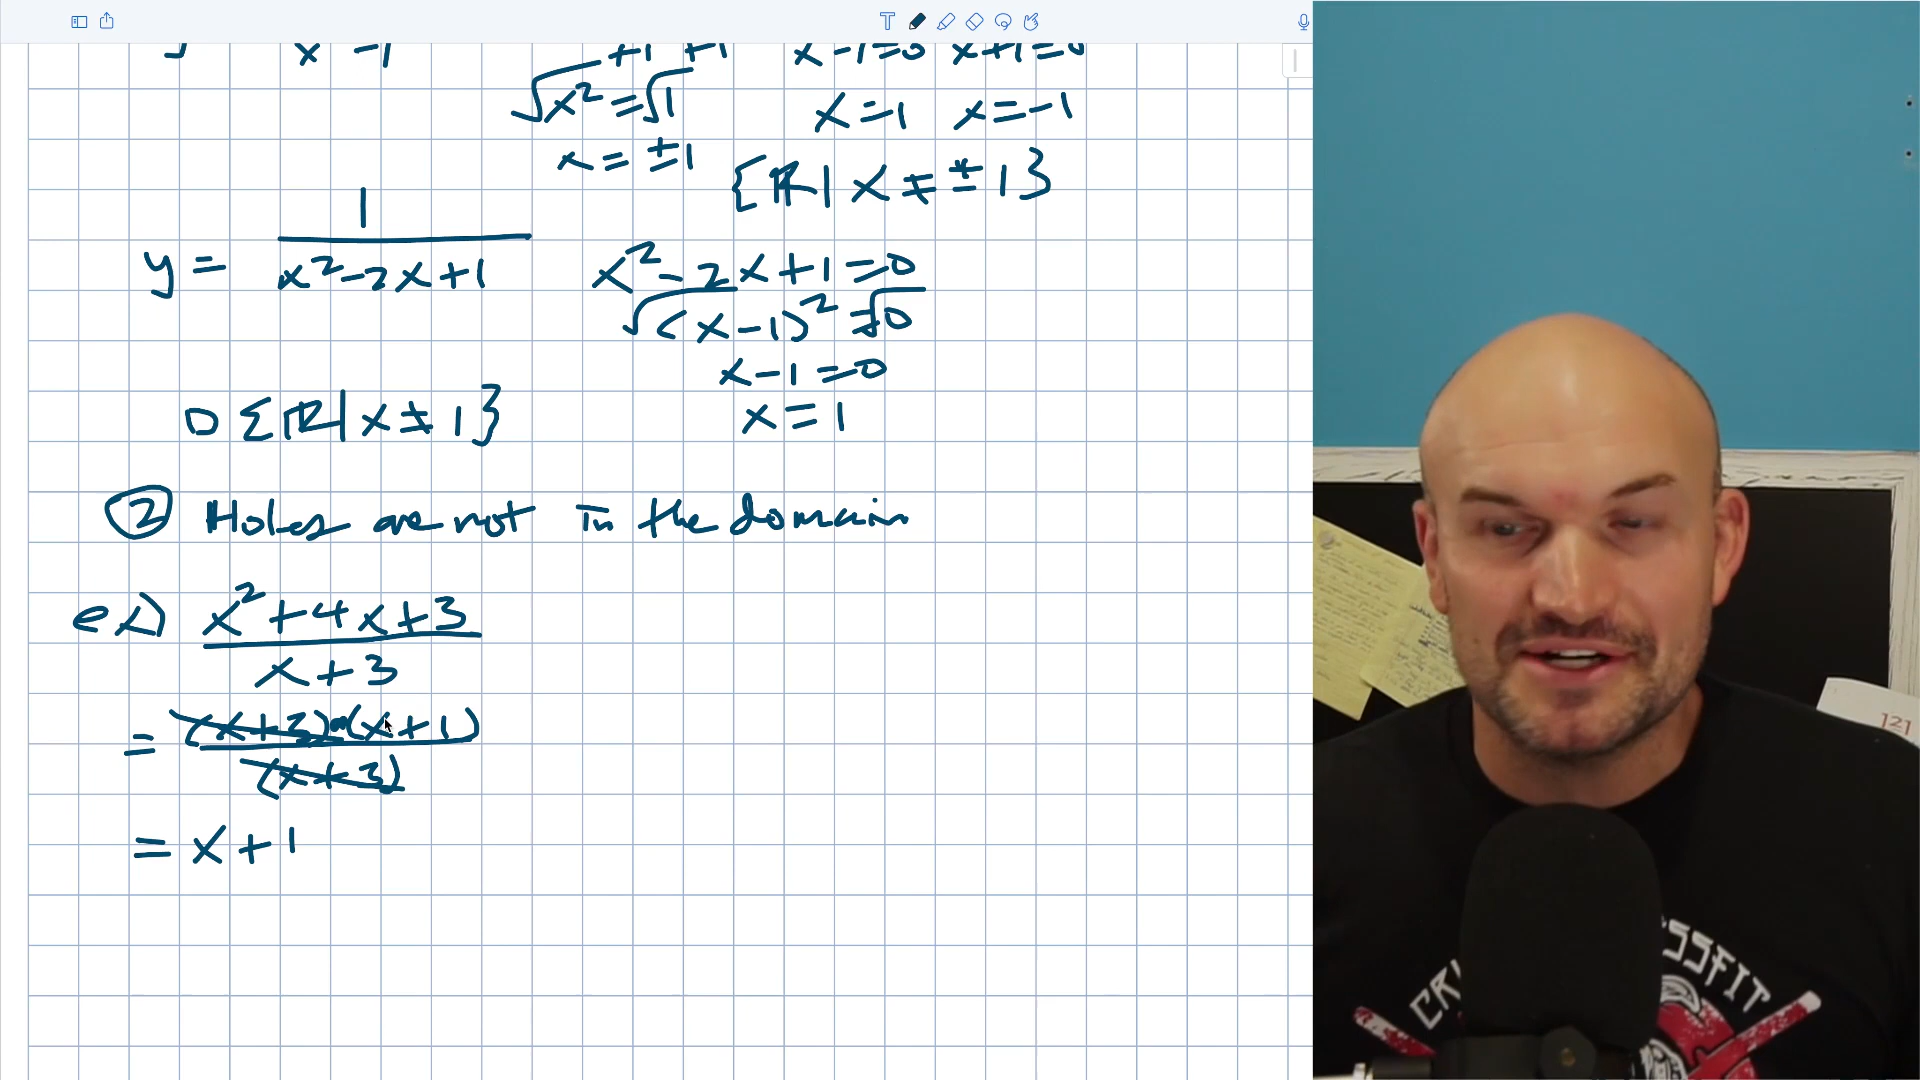 x-1=0 x+1=0
+1 +1
√x² = √1
x=1 x=-1
x = ±1
{ℝ| x ≠ ±1}
y = 1/(x²-2x+1)
x²-2x+1=0
√(x-1)² = √0
x-1=0
x=1
D {ℝ| x ≠ 1}
② Holes are not in the domain
ex) x²+4x+3
x+3
= (x+3)·(x+1)
(x+3)
= x+1
121